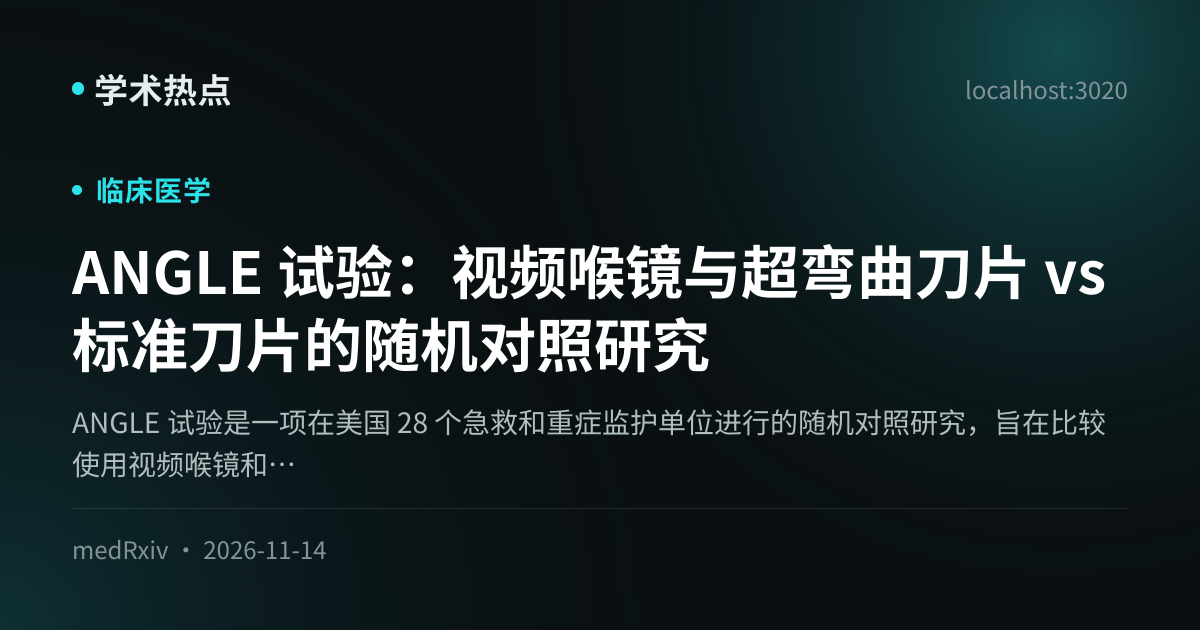 学术热点
localhost:3020
临床医学
ANGLE 试验：视频喉镜与超弯曲刀片 vs
标准刀片的随机对照研究
ANGLE 试验是一项在美国 28 个急救和重症监护单位进行的随机对照研究，旨在比较
使用视频喉镜和…
medRxiv · 2026-11-14